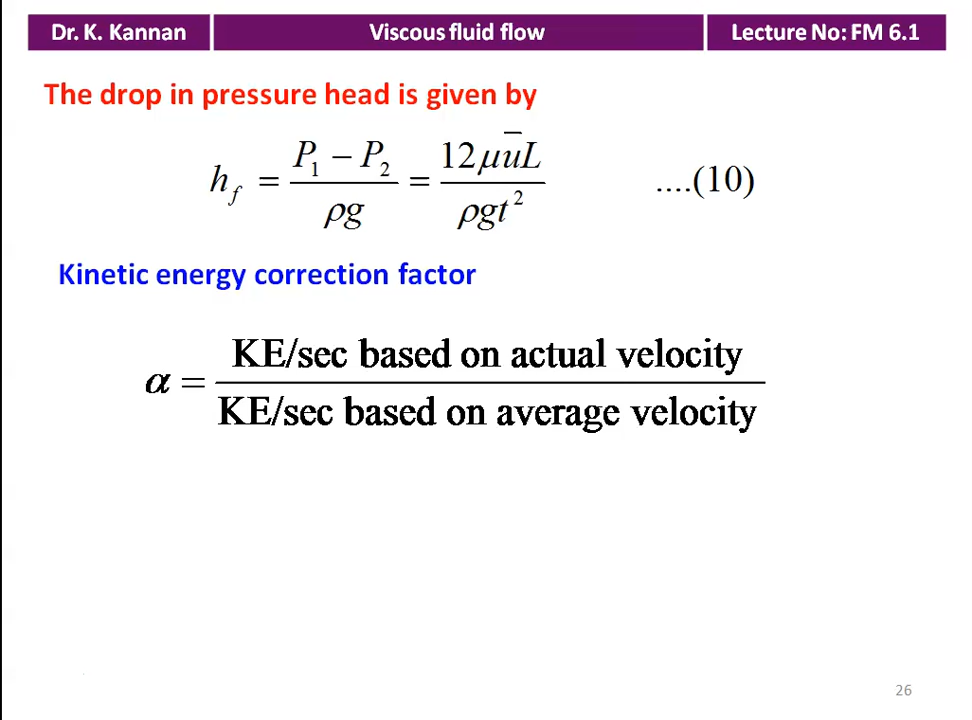 Dr. K. Kannan Viscous fluid flow Lecture No: FM 6.1
The drop in pressure head is given by
h_f = (P₁ − P₂)/(ρg) = (12μūL)/(ρgt²) ....(10)
Kinetic energy correction factor
α = (KE/sec based on actual velocity)/(KE/sec based on average velocity)
26